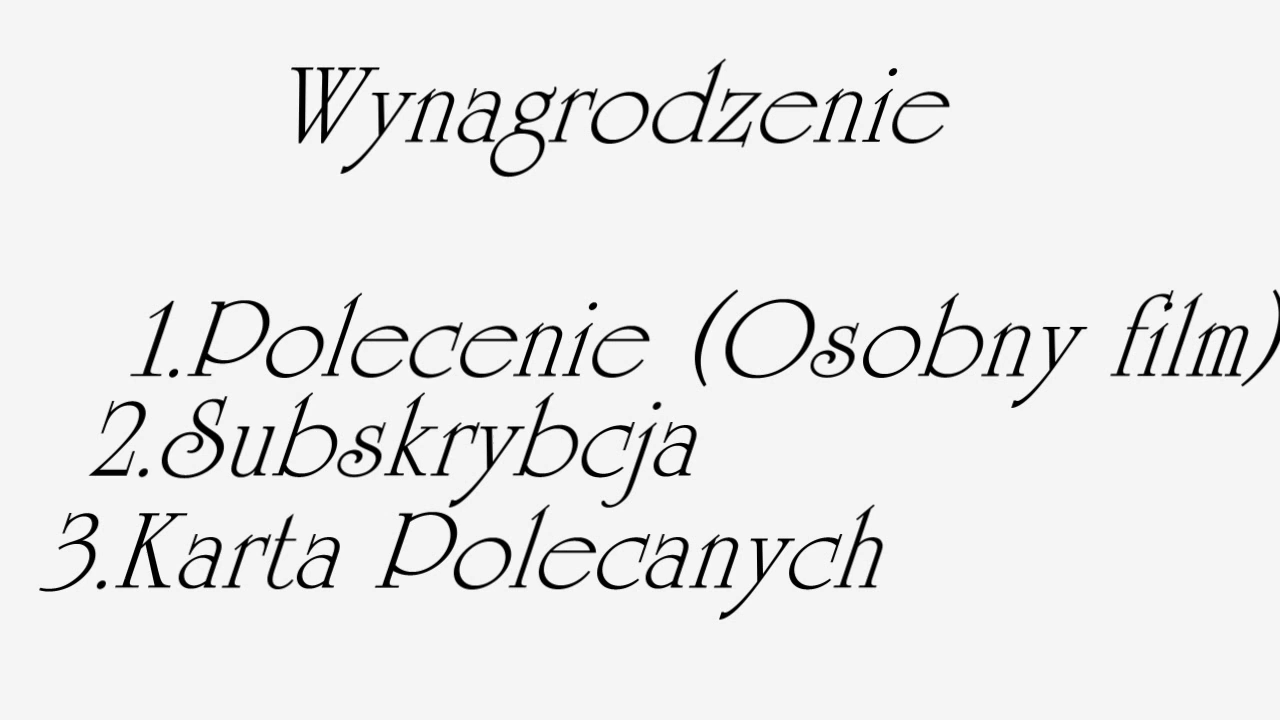 Wynagrodzenie
1.Polecenie (Osobny film)
2.Subskrybcja
3.Karta Polecanych